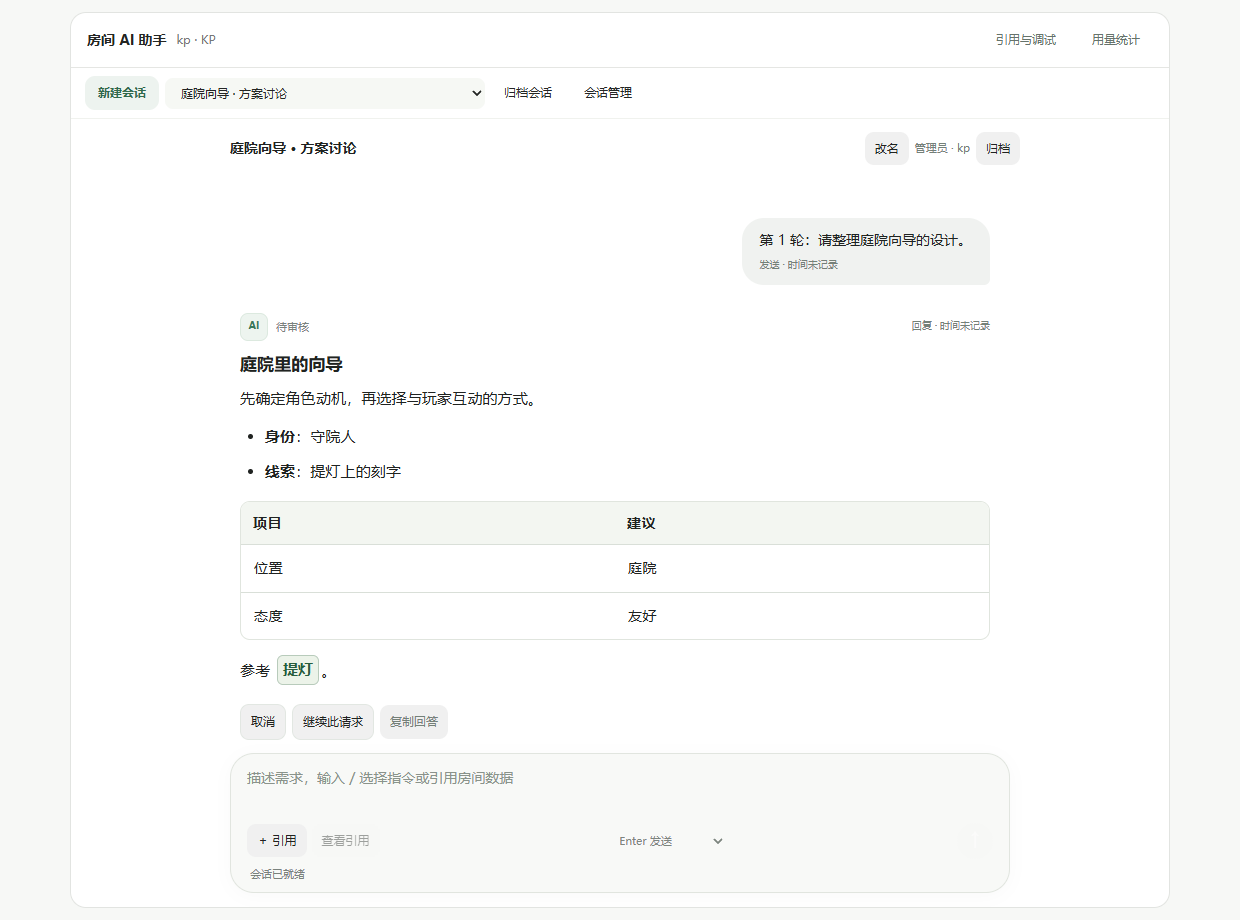 房间 AI 助手 kp · KP 引用与调试 用量统计
新建会话 庭院向导 · 方案讨论 归档会话 会话管理
庭院向导 • 方案讨论 改名 管理员 · kp 归档
第 1 轮：请整理庭院向导的设计。
发送 · 时间未记录
AI 待审核 回复 · 时间未记录
庭院里的向导
先确定角色动机，再选择与玩家互动的方式。
• 身份：守院人
• 线索：提灯上的刻字
项目 建议
位置 庭院
态度 友好
参考 提灯 。
取消 继续此请求 复制回答
描述需求，输入 / 选择指令或引用房间数据
+ 引用 查看引用 Enter 发送
会话已就绪